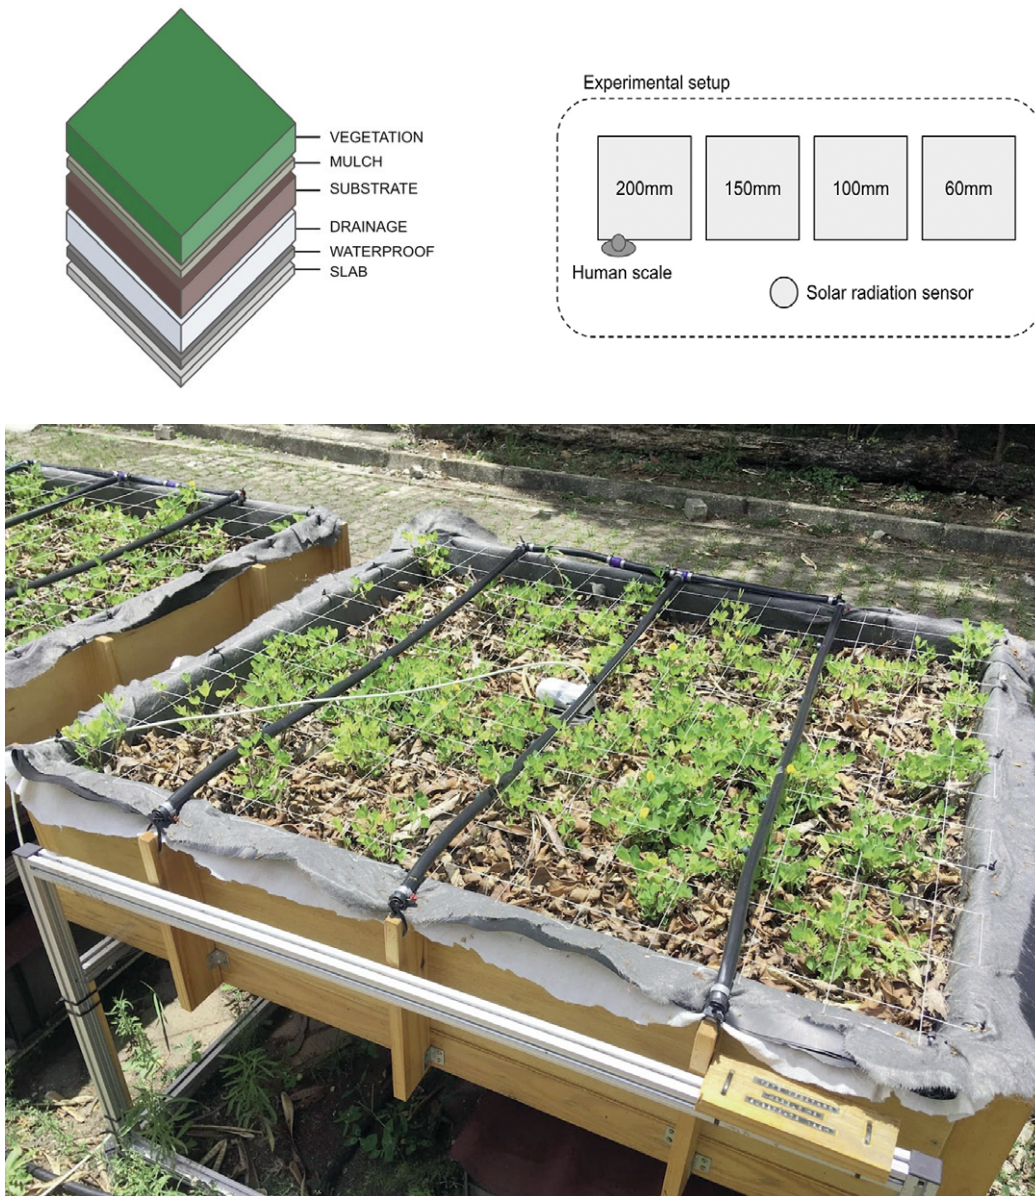 VEGETATION
MULCH
SUBSTRATE
DRAINAGE
WATERPROOF
SLAB
Experimental setup
200mm
150mm
100mm
60mm
Human scale
Solar radiation sensor